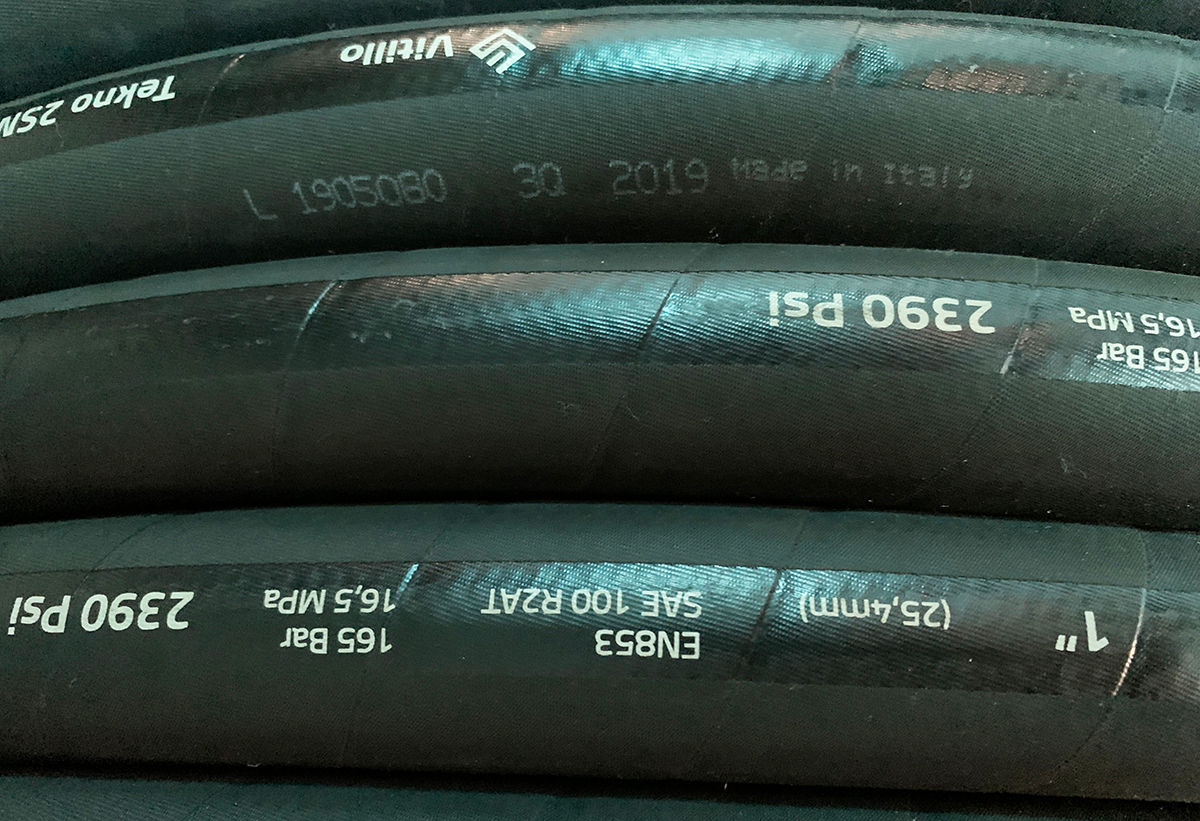 Vitillo Tekno 2SN
L 1905080 3Q 2019 Made in Italy
165 Bar
16,5 MPa 2390 Psi
1" (25,4mm)
EN853
SAE 100 R2AT
165 Bar
16,5 MPa
2390 Psi